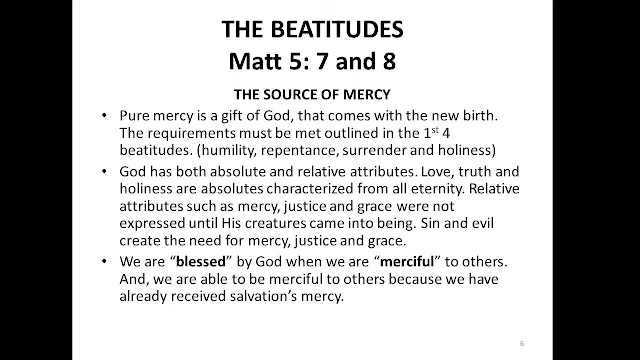 THE BEATITUDES
Matt 5: 7 and 8
THE SOURCE OF MERCY
• Pure mercy is a gift of God, that comes with the new birth.
The requirements must be met outlined in the 1st 4
beatitudes. (humility, repentance, surrender and holiness)
• God has both absolute and relative attributes. Love, truth and
holiness are absolutes characterized from all eternity. Relative
attributes such as mercy, justice and grace were not
expressed until His creatures came into being. Sin and evil
create the need for mercy, justice and grace.
• We are “blessed” by God when we are “merciful” to others.
And, we are able to be merciful to others because we have
already received salvation’s mercy.
6